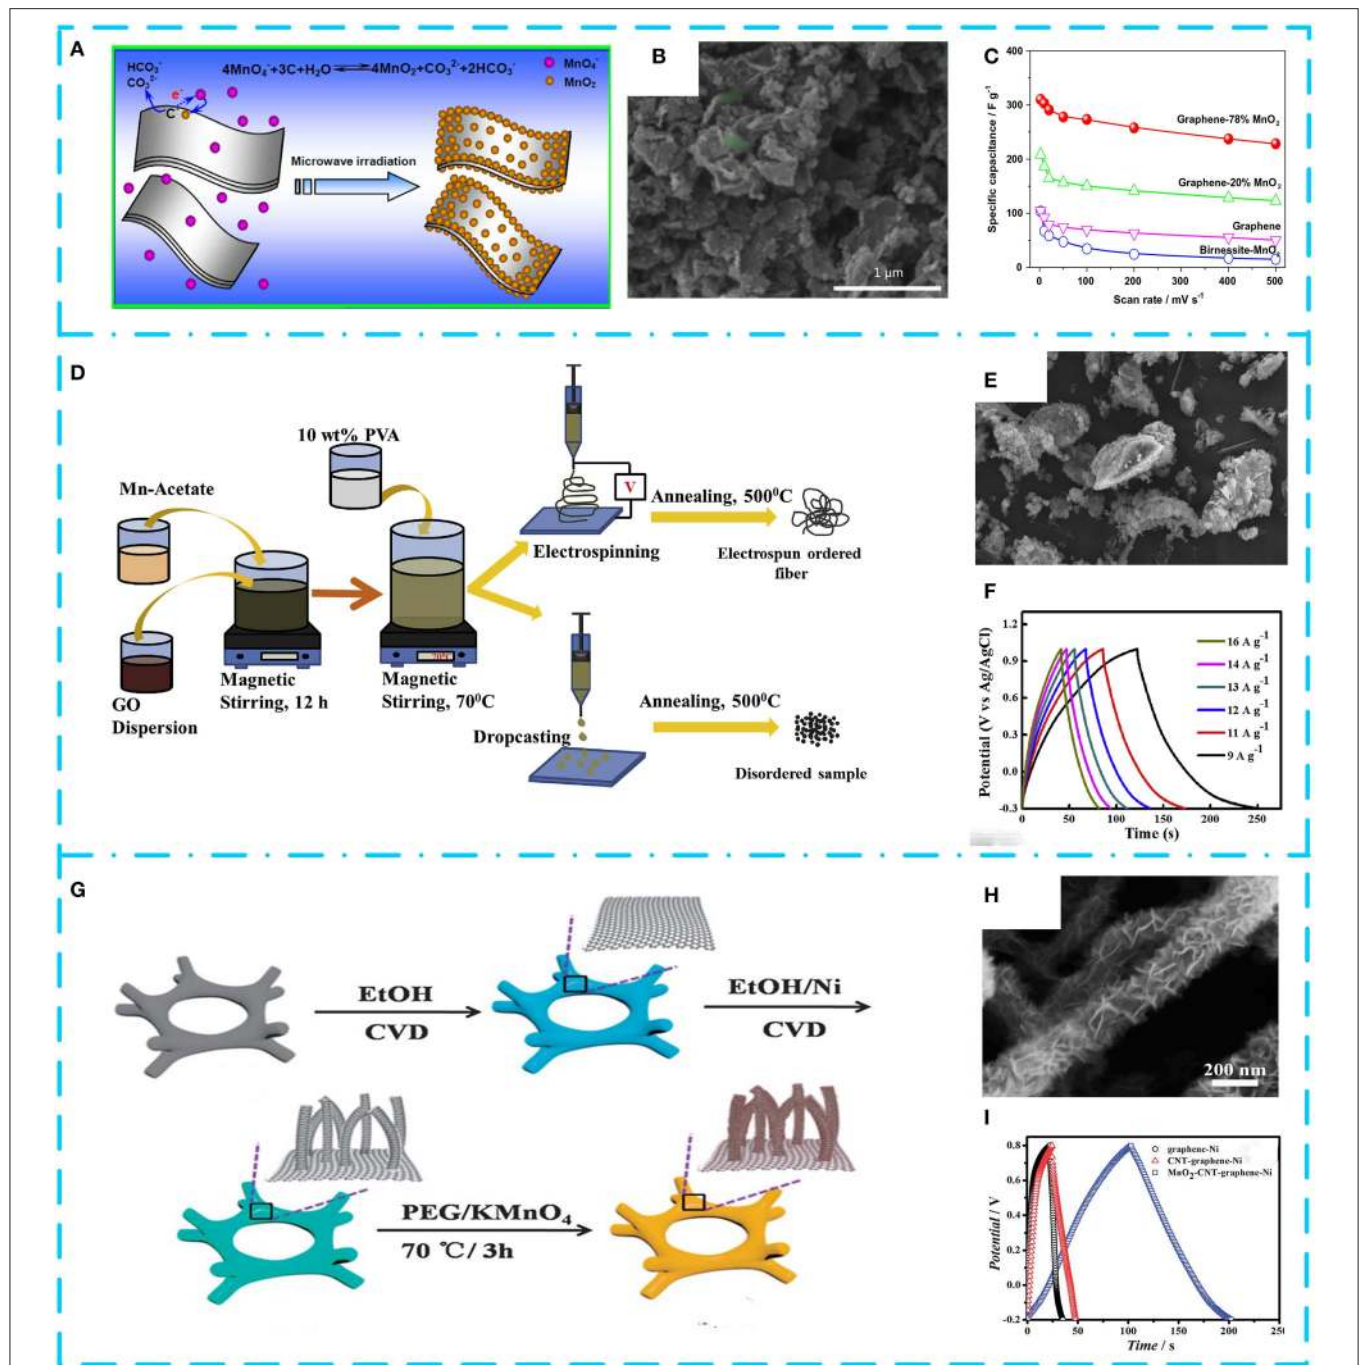 A
HCO₃⁻
CO₃²⁻
e⁻
C
4MnO₄⁻+3C+H₂O⇌4MnO₂+CO₃²⁻+2HCO₃⁻
MnO₄⁻
MnO₂
Microwave irradiation
B
1 µm
C
Specific capacitance / F g⁻¹
400
300
200
100
0
Graphene-78% MnO₂
Graphene-20% MnO₂
Graphene
Birnessite-MnO₂
0 100 200 300 400 500
Scan rate / mV s⁻¹
D
10 wt% PVA
Mn-Acetate
GO
Dispersion
Magnetic
Stirring, 12 h
70°C
Magnetic
Stirring, 70⁰C
V
Electrospinning
Annealing, 500⁰C
Electrospun ordered
fiber
Dropcasting
Annealing, 500⁰C
Disordered sample
E
F
Potential (V vs Ag/AgCl)
1.2
0.9
0.6
0.3
0.0
-0.3
16 A g⁻¹
14 A g⁻¹
13 A g⁻¹
12 A g⁻¹
11 A g⁻¹
9 A g⁻¹
0 50 100 150 200 250
Time (s)
G
EtOH
CVD
EtOH/Ni
CVD
PEG/KMnO₄
70 ℃/ 3h
H
200 nm
I
Potential / V
0.8
0.6
0.4
0.2
0.0
-0.2
graphene-Ni
CNT-graphene-Ni
MnO₂-CNT-graphene-Ni
0 50 100 150 200 250
Time / s